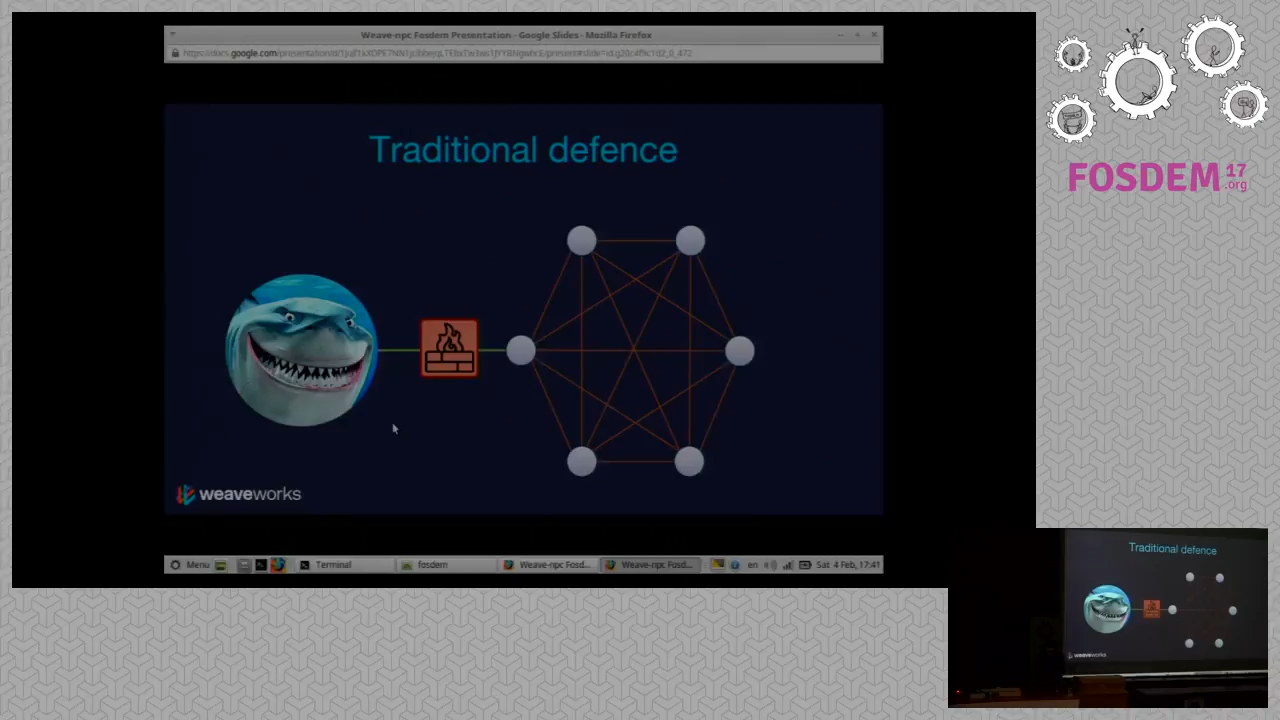 Weave-npc Fosdem Presentation - Google Slides - Mozilla Firefox
Traditional defence
weaveworks
Menu
Terminal
fosdem
Weave-npc Fosd...
Weave-npc Fosd...
en
Sat 4 Feb, 17:41
FOSDEM 17
.org
Traditional defence
weaveworks